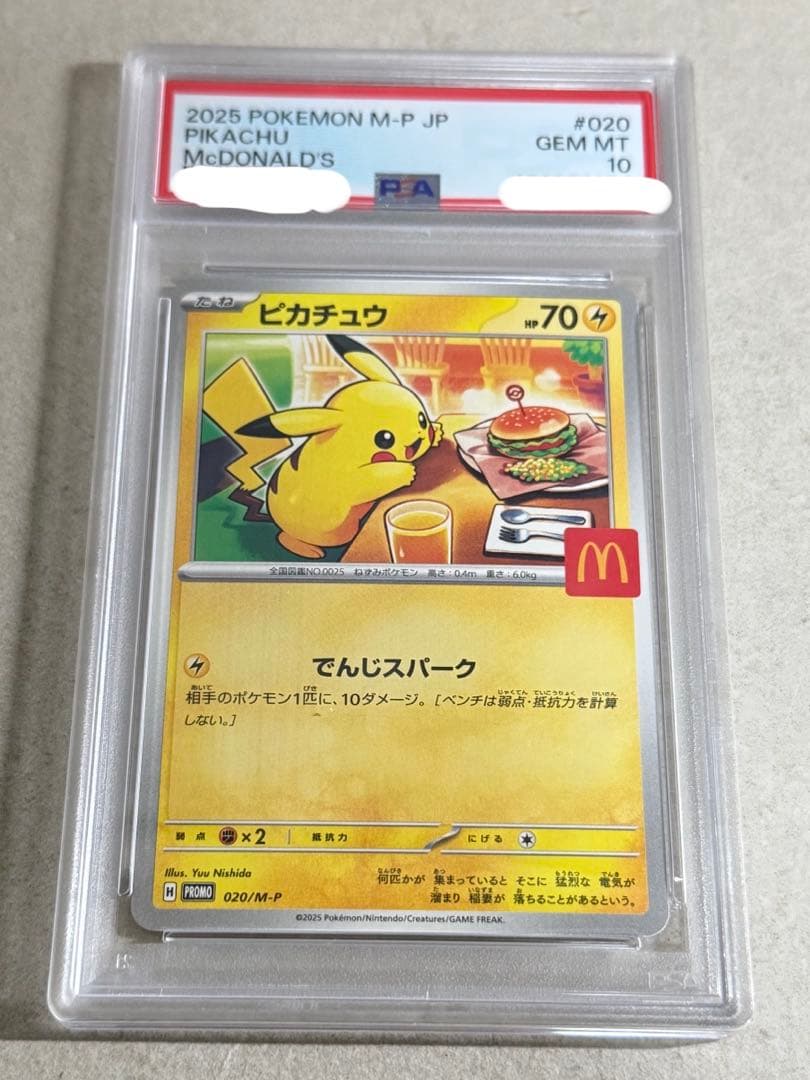 2025 POKEMON M-P JP #020
PIKACHU GEM MT
McDONALD'S 10
PSA
たね ピカチュウ HP70
M
全国図鑑NO.0025 ねずみポケモン 高さ：0.4m 重さ：6.0kg
でんじスパーク
相手のポケモン1匹に、10ダメージ。［ベンチは弱点・抵抗力を計算
しない。］
弱点 ×2 抵抗力 にげる
Illus. Yuu Nishida
何匹かが 集まっていると そこに 猛烈な 電気が
溜まり 稲妻が 落ちることがあるという。
H PROMO 020/M-P
©2025 Pokémon/Nintendo/Creatures/GAME FREAK.